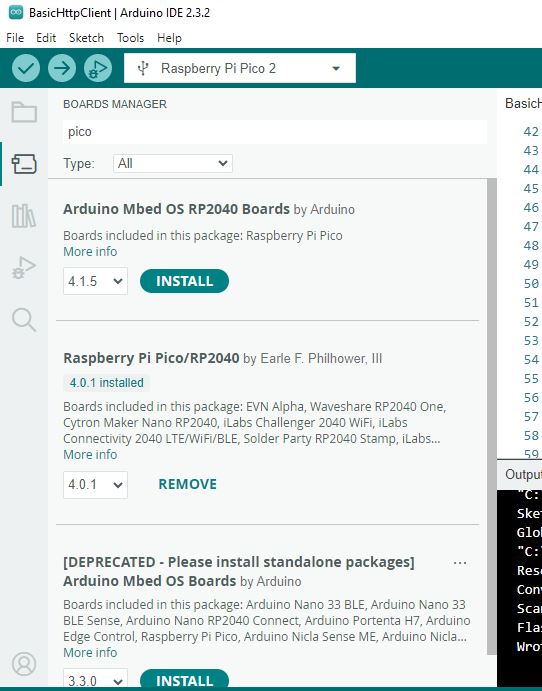 BasicHttpClient | Arduino IDE 2.3.2
File Edit Sketch Tools Help
Raspberry Pi Pico 2
BOARDS MANAGER
pico
Type: All
Arduino Mbed OS RP2040 Boards by Arduino
Boards included in this package: Raspberry Pi Pico
More info
4.1.5 INSTALL
Raspberry Pi Pico/RP2040 by Earle F. Philhower, III
4.0.1 installed
Boards included in this package: EVN Alpha, Waveshare RP2040 One,
Cytron Maker Nano RP2040, iLabs Challenger 2040 WiFi, iLabs
Connectivity 2040 LTE/WiFi/BLE, Solder Party RP2040 Stamp, iLabs...
More info
4.0.1 REMOVE
[DEPRECATED - Please install standalone packages]
Arduino Mbed OS Boards by Arduino
Boards included in this package: Arduino Nano 33 BLE, Arduino Nano 33
BLE Sense, Arduino Nano RP2040 Connect, Arduino Portenta H7, Arduino
Edge Control, Raspberry Pi Pico, Arduino Nicla Sense ME, Arduino Nicla...
More info
3.3.0 INSTALL
BasicH
42
43
44
45
46
47
48
49
50
51
52
53
54
55
56
57
58
59
Output
"C:
Sket
Glob
"C:\
Rese
Conv
Scan
Flas
Wrot